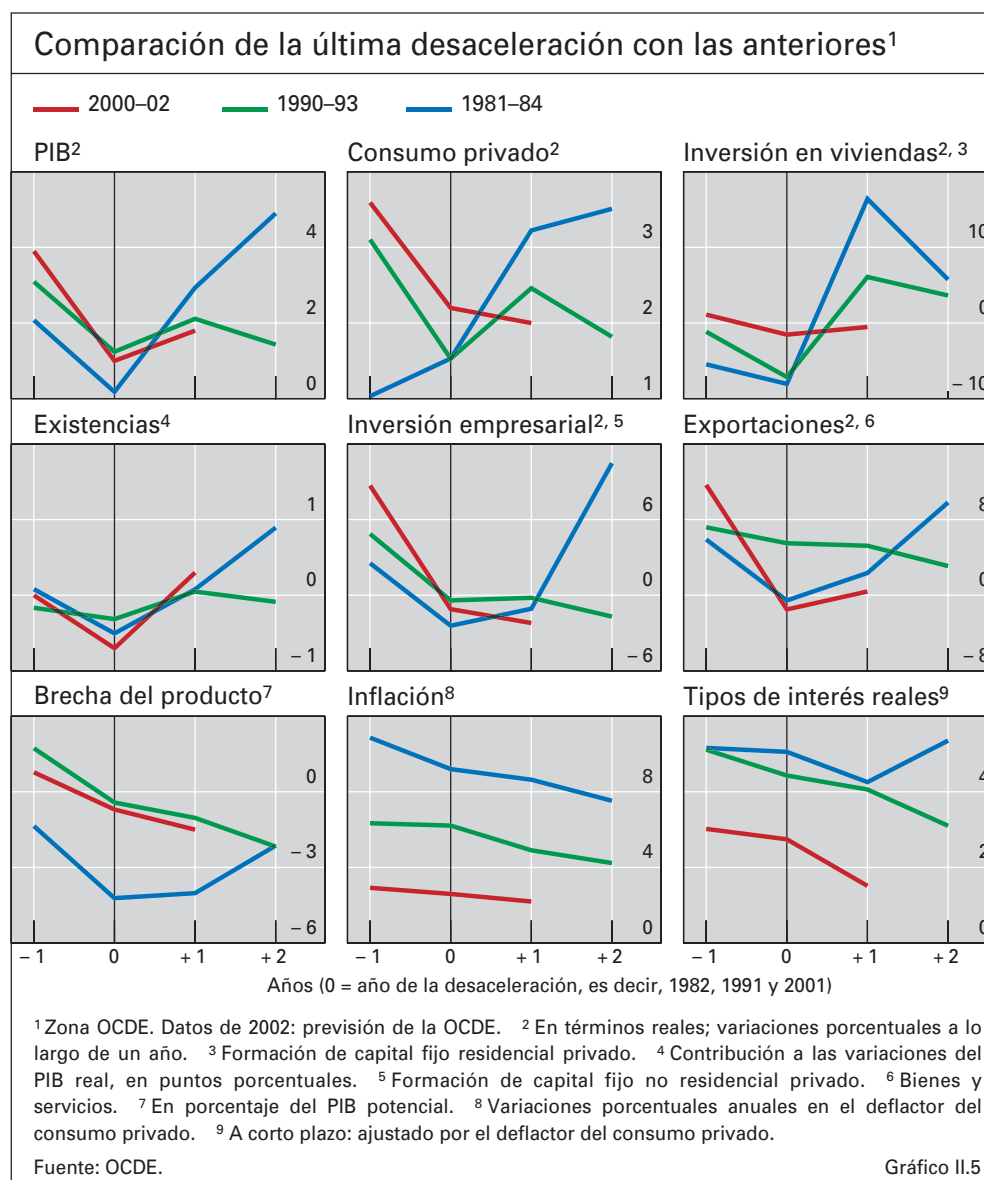 Comparación de la última desaceleración con las anteriores¹
2000–02 1990–93 1981–84
PIB² Consumo privado² Inversión en viviendas², ³
4 3 10
2 2 0
0 1 – 10
Existencias⁴ Inversión empresarial², ⁵ Exportaciones², ⁶
1 6 8
0 0 0
– 1 – 6 – 8
Brecha del producto⁷ Inflación⁸ Tipos de interés reales⁹
0 8 4
– 3 4 2
– 6 0 0
– 1 0 + 1 + 2 – 1 0 + 1 + 2 – 1 0 + 1 + 2
Años (0 = año de la desaceleración, es decir, 1982, 1991 y 2001)
¹ Zona OCDE. Datos de 2002: previsión de la OCDE. ² En términos reales; variaciones porcentuales a lo
largo de un año. ³ Formación de capital fijo residencial privado. ⁴ Contribución a las variaciones del
PIB real, en puntos porcentuales. ⁵ Formación de capital fijo no residencial privado. ⁶ Bienes y
servicios. ⁷ En porcentaje del PIB potencial. ⁸ Variaciones porcentuales anuales en el deflactor del
consumo privado. ⁹ A corto plazo: ajustado por el deflactor del consumo privado.
Fuente: OCDE. Gráfico II.5